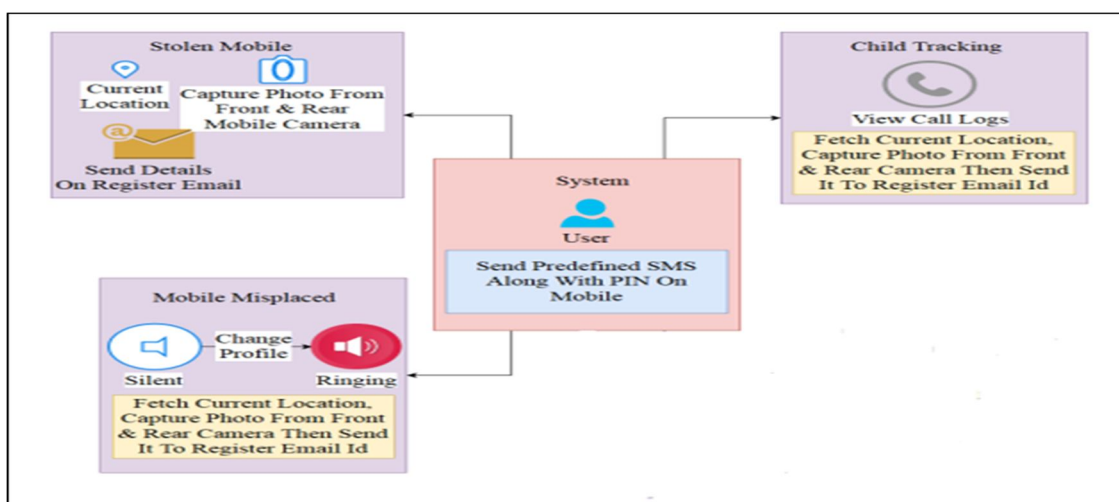 Stolen Mobile
Current
Location
Capture Photo From
Front & Rear
Mobile Camera
@
Send Details
On Register Email
Child Tracking
View Call Logs
Fetch Current Location,
Capture Photo From Front
& Rear Camera Then Send
It To Register Email Id
System
User
Send Predefined SMS
Along With PIN On
Mobile
Mobile Misplaced
Change
Profile
Silent
Ringing
Fetch Current Location,
Capture Photo From Front
& Rear Camera Then Send
It To Register Email Id